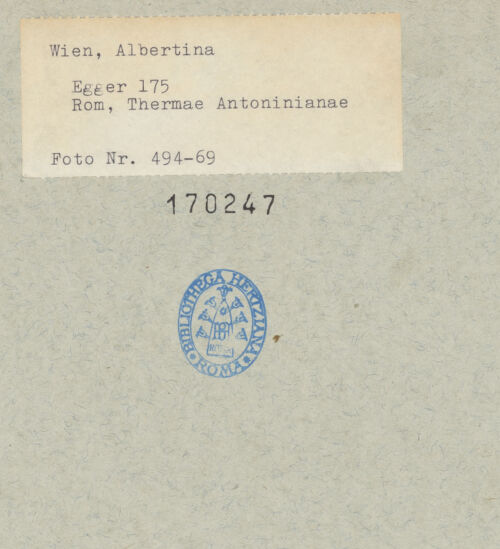 Wien, Albertina
Egger 175
Rom, Thermae Antoninianae
Foto Nr. 494-69
170247
BIBLIOTHECA HERTZIANA
ROMA